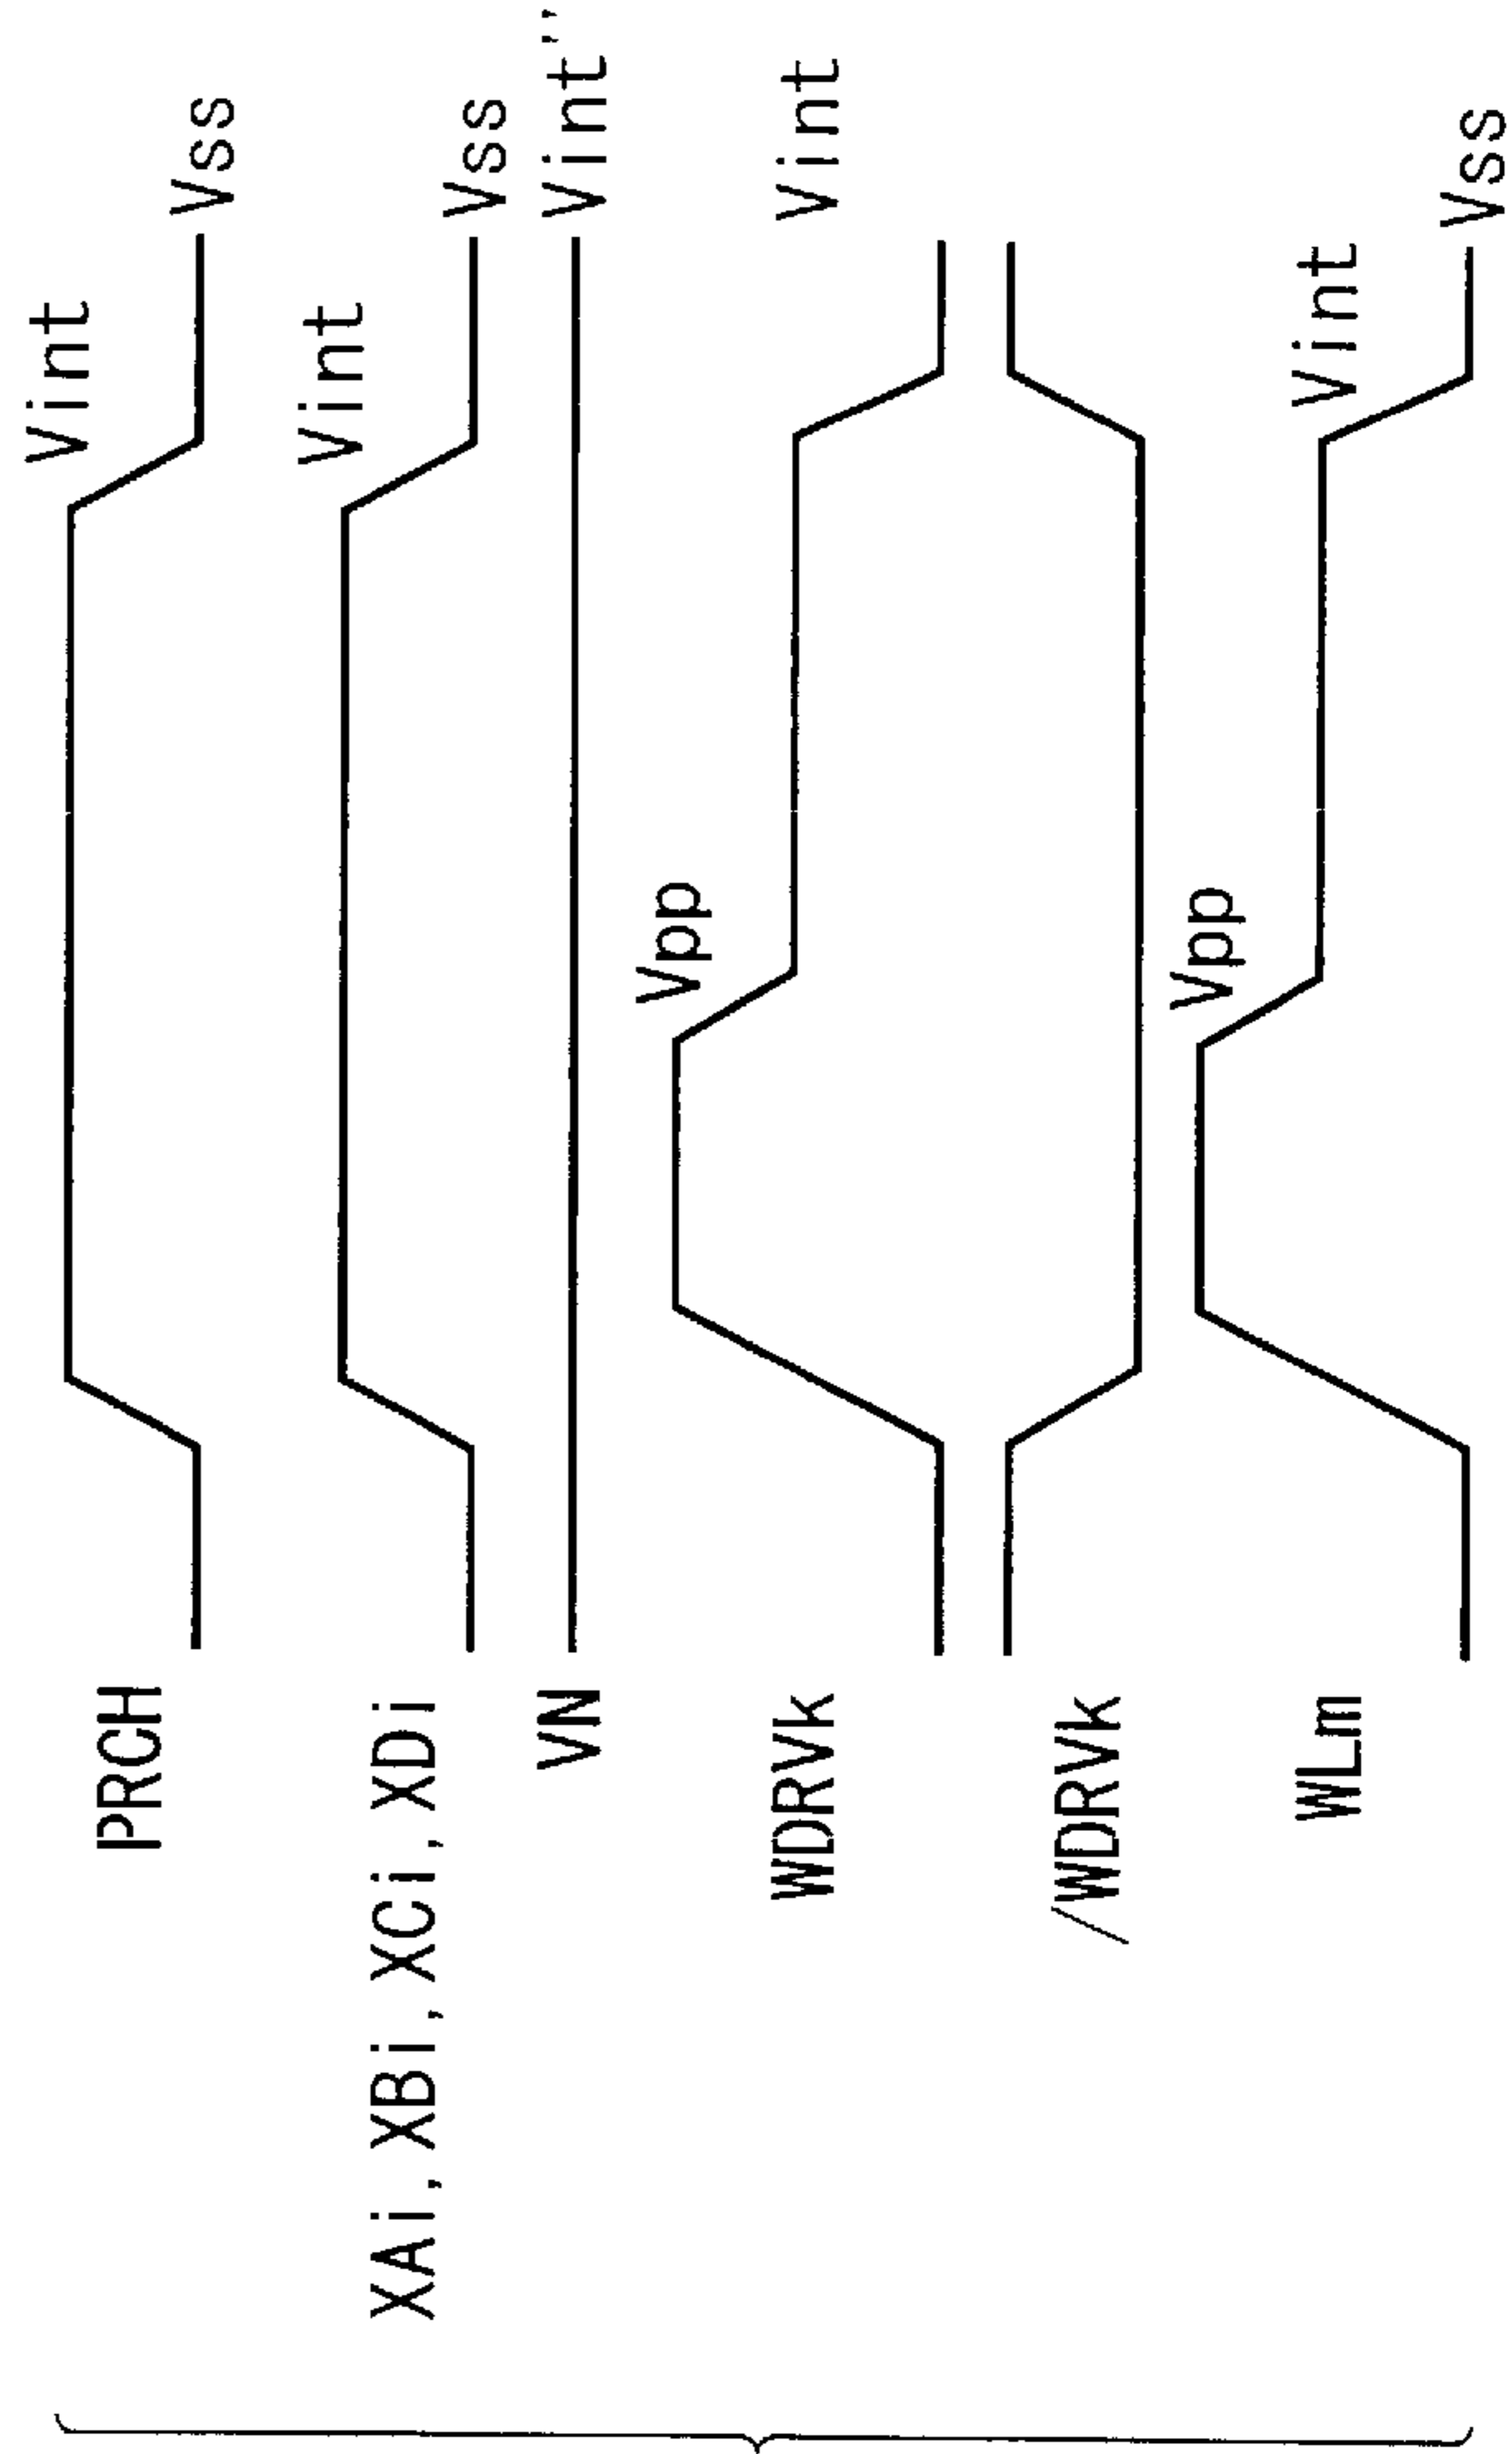 PRCH
Vint
Vss
XAi, XBi, XCi, XDi
Vint
Vss
VN
Vint''
WDRVk
Vpp
Vint
/WDRVk
WLm
Vpp
Vint
Vss